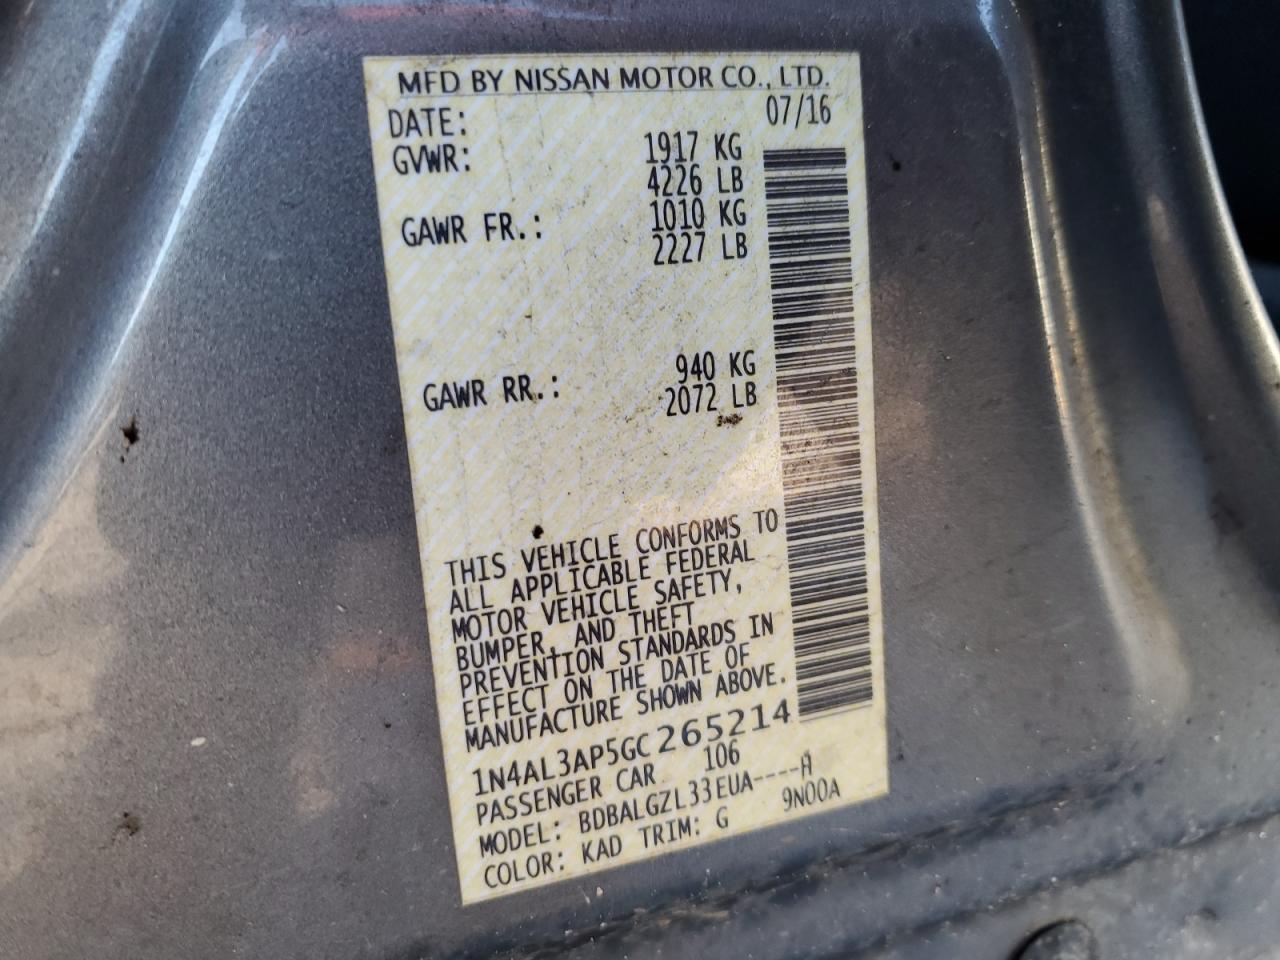 MFD BY NISSAN MOTOR CO., LTD.
DATE: 07/16
GVWR: 1917 KG
4226 LB
GAWR FR.: 1010 KG
2227 LB
GAWR RR.: 940 KG
2072 LB
THIS VEHICLE CONFORMS TO
ALL APPLICABLE FEDERAL
MOTOR VEHICLE SAFETY,
BUMPER, AND THEFT
PREVENTION STANDARDS IN
EFFECT ON THE DATE OF
MANUFACTURE SHOWN ABOVE.
1N4AL3AP5GC265214
PASSENGER CAR 106
MODEL: BDBALGZL33EUA----A
COLOR: KAD TRIM: G 9N00A